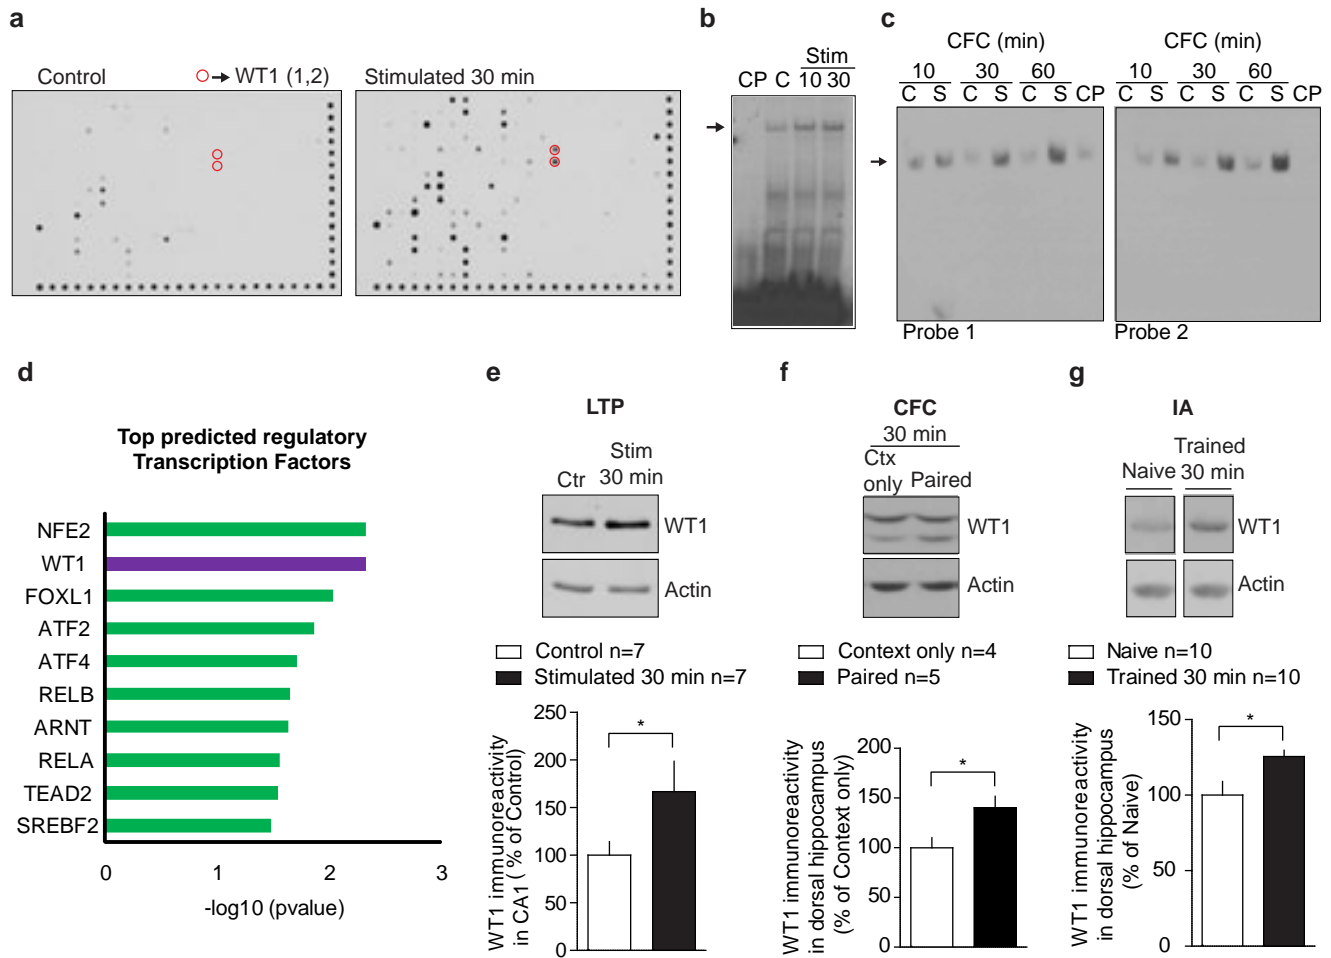 a
Control
WT1 (1,2)
Stimulated 30 min
b
Stim
CP C 10 30
c
CFC (min)
10 30 60
C S C S C S CP
Probe 1
CFC (min)
10 30 60
C S C S C S CP
Probe 2
d
Top predicted regulatory
Transcription Factors
NFE2
WT1
FOXL1
ATF2
ATF4
RELB
ARNT
RELA
TEAD2
SREBF2
0 1 2 3
-log10 (pvalue)
e
LTP
Ctr
Stim
30 min
WT1
Actin
Control n=7
Stimulated 30 min n=7
WT1 immunoreactivity
in CA1 ( % of Control)
250
200
150
100
50
0
*
f
CFC
30 min
Ctx
only
Paired
WT1
Actin
Context only n=4
Paired n=5
WT1 immunoreactivity
in dorsal hippocampus
(% of Context only)
200
150
100
50
0
*
g
IA
Naive
Trained
30 min
WT1
Actin
Naive n=10
Trained 30 min n=10
WT1 immunoreactivity
in dorsal hippocampus
(% of Naive)
150
100
50
0
*